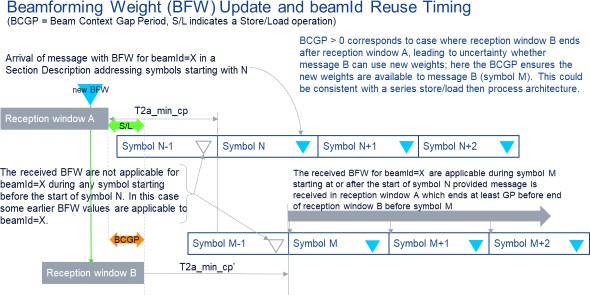 Beamforming Weight (BFW) Update and beamId Reuse Timing
(BCGP = Beam Context Gap Period, S/L indicates a Store/Load operation)
Arrival of message with BFW for beamId=X in a
Section Description addressing symbols starting with N
BCGP > 0 corresponds to case where reception window B ends
after reception window A, leading to uncertainty whether
message B can use new weights; here the BCGP ensures the
new weights are available to message B (symbol M). This could
be consistent with a series store/load then process architecture.
new BFW
T2a_min_cp
Reception window A
S/L
Symbol N-1
Symbol N
Symbol N+1
Symbol N+2
The received BFW are not applicable for
beamId=X during any symbol starting
before the start of symbol N. In this case
some earlier BFW values are applicable to
beamId=X.
The received BFW for beamId=X are applicable during symbol M
starting at or after the start of symbol N provided message is
received in reception window A which ends at least GP before end
of reception window B before symbol M
BCGP
Symbol M-1
Symbol M
Symbol M+1
Symbol M+2
Reception window B
T2a_min_cp'